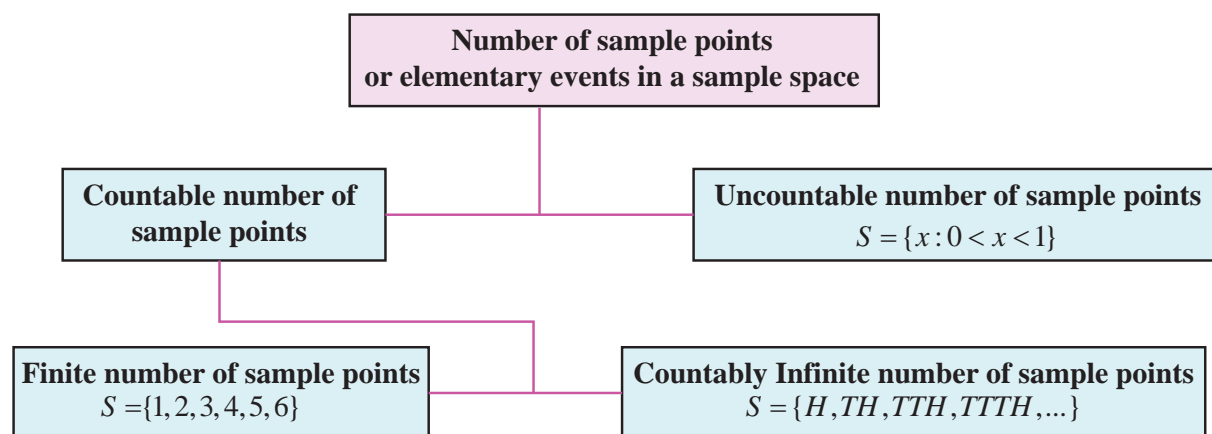 Number of sample points
or elementary events in a sample space
Countable number of
sample points
Uncountable number of sample points
S = {x : 0 < x < 1}
Finite number of sample points
S ={1, 2, 3, 4, 5, 6}
Countably Infinite number of sample points
S = {H , TH , TTH , TTTH , ...}